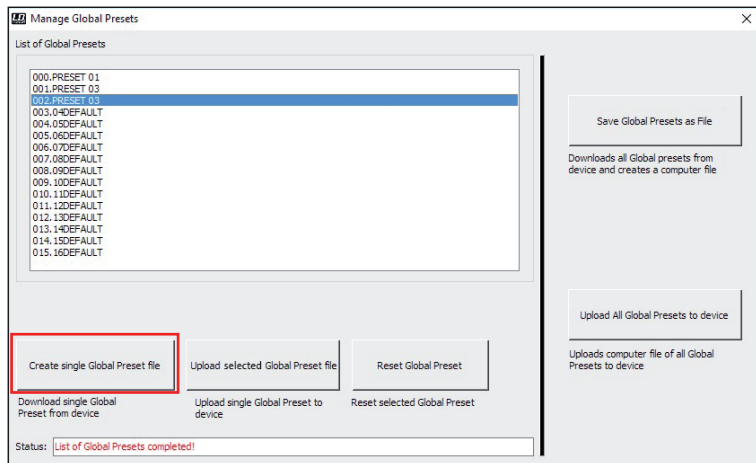 LD
Manage Global Presets
List of Global Presets
000.PRESET 01
001.PRESET 03
002.PRESET 03
003.04DEFAULT
004.05DEFAULT
005.06DEFAULT
006.07DEFAULT
007.08DEFAULT
008.09DEFAULT
009.10DEFAULT
010.11DEFAULT
011.12DEFAULT
012.13DEFAULT
013.14DEFAULT
014.15DEFAULT
015.16DEFAULT
Save Global Presets as File
Downloads all Global presets from
device and creates a computer file
Upload All Global Presets to device
Uploads computer file of all Global
Presets to device
Create single Global Preset file
Upload selected Global Preset file
Reset Global Preset
Download single Global
Preset from device
Upload single Global Preset to
device
Reset selected Global Preset
Status: List of Global Presets completed!